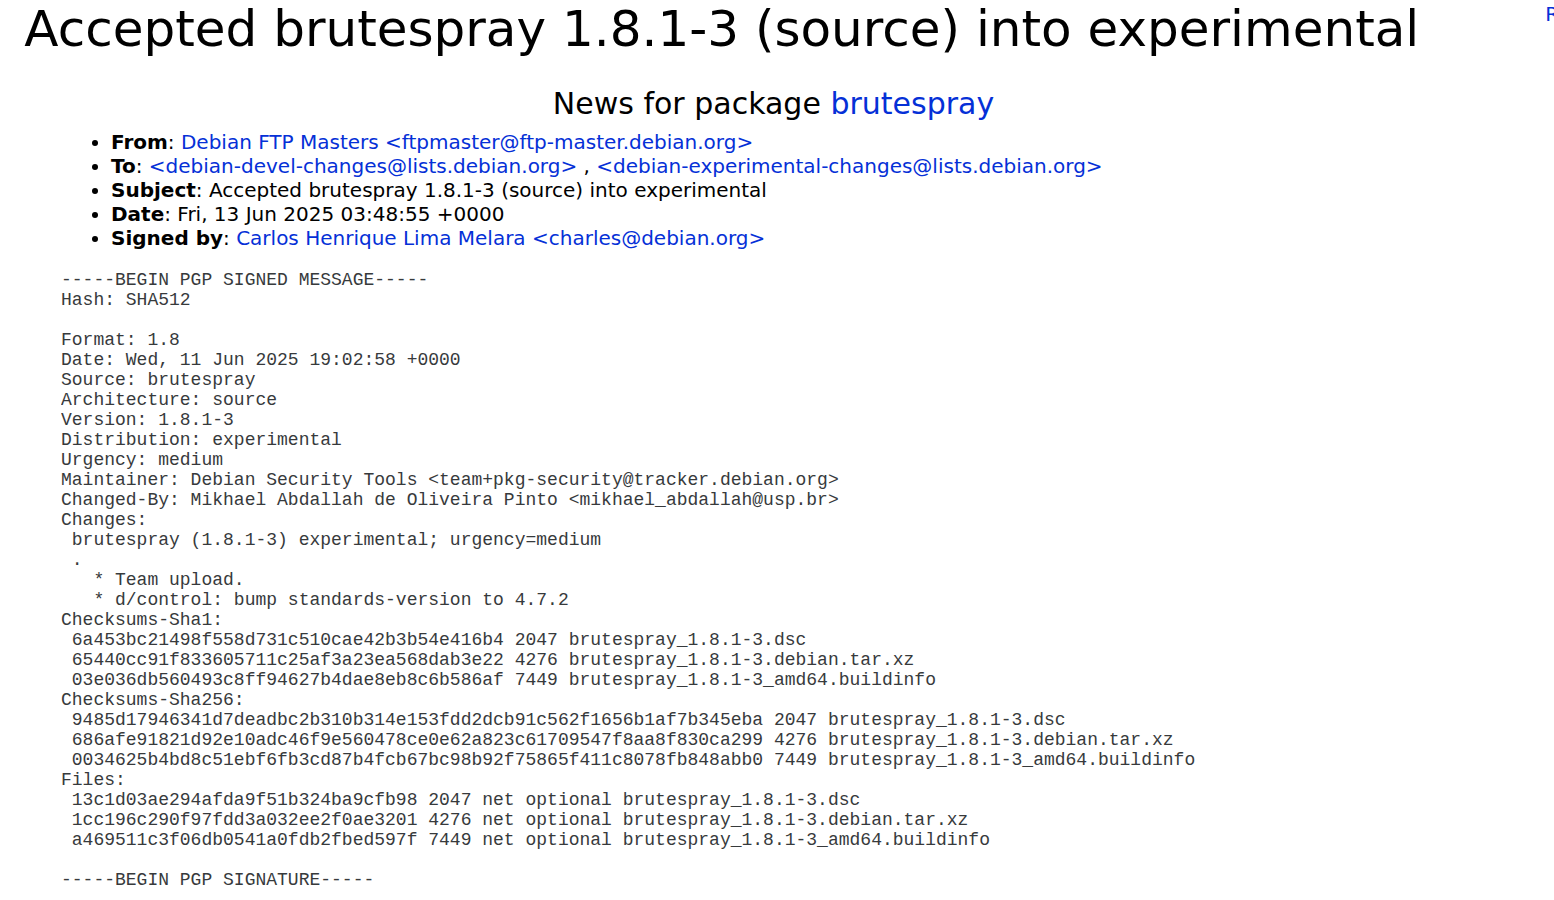 Accepted brutespray 1.8.1-3 (source) into experimental
R
News for package brutespray
• From: Debian FTP Masters <ftpmaster@ftp-master.debian.org>
• To: <debian-devel-changes@lists.debian.org> , <debian-experimental-changes@lists.debian.org>
• Subject: Accepted brutespray 1.8.1-3 (source) into experimental
• Date: Fri, 13 Jun 2025 03:48:55 +0000
• Signed by: Carlos Henrique Lima Melara <charles@debian.org>
-----BEGIN PGP SIGNED MESSAGE-----
Hash: SHA512
Format: 1.8
Date: Wed, 11 Jun 2025 19:02:58 +0000
Source: brutespray
Architecture: source
Version: 1.8.1-3
Distribution: experimental
Urgency: medium
Maintainer: Debian Security Tools <team+pkg-security@tracker.debian.org>
Changed-By: Mikhael Abdallah de Oliveira Pinto <mikhael_abdallah@usp.br>
Changes:
 brutespray (1.8.1-3) experimental; urgency=medium
 .
   * Team upload.
   * d/control: bump standards-version to 4.7.2
Checksums-Sha1:
 6a453bc21498f558d731c510cae42b3b54e416b4 2047 brutespray_1.8.1-3.dsc
 65440cc91f833605711c25af3a23ea568dab3e22 4276 brutespray_1.8.1-3.debian.tar.xz
 03e036db560493c8ff94627b4dae8eb8c6b586af 7449 brutespray_1.8.1-3_amd64.buildinfo
Checksums-Sha256:
 9485d17946341d7deadbc2b310b314e153fdd2dcb91c562f1656b1af7b345eba 2047 brutespray_1.8.1-3.dsc
 686afe91821d92e10adc46f9e560478ce0e62a823c61709547f8aa8f830ca299 4276 brutespray_1.8.1-3.debian.tar.xz
 0034625b4bd8c51ebf6fb3cd87b4fcb67bc98b92f75865f411c8078fb848abb0 7449 brutespray_1.8.1-3_amd64.buildinfo
Files:
 13c1d03ae294afda9f51b324ba9cfb98 2047 net optional brutespray_1.8.1-3.dsc
 1cc196c290f97fdd3a032ee2f0ae3201 4276 net optional brutespray_1.8.1-3.debian.tar.xz
 a469511c3f06db0541a0fdb2fbed597f 7449 net optional brutespray_1.8.1-3_amd64.buildinfo
-----BEGIN PGP SIGNATURE-----